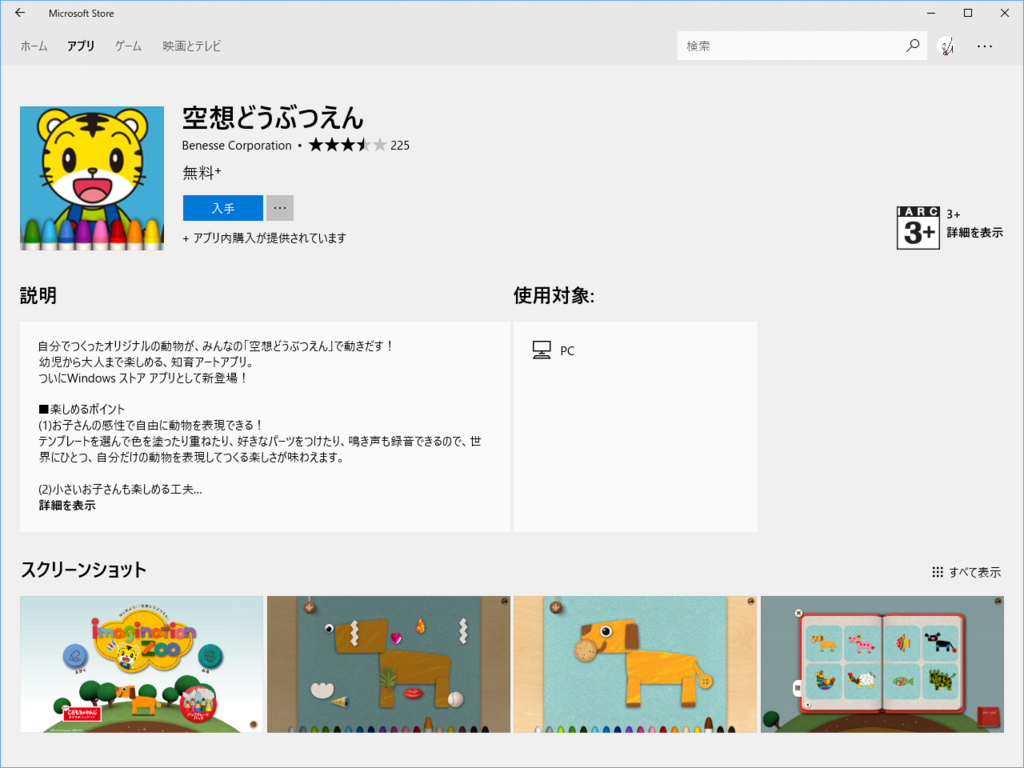 Microsoft Store
ホーム アプリ ゲーム 映画とテレビ
検索
空想どうぶつえん
Benesse Corporation • 225
無料+
入手
+ アプリ内購入が提供されています
IARC
3+
3+
詳細を表示
説明
自分でつくったオリジナルの動物が、みんなの「空想どうぶつえん」で動きだす！
幼児から大人まで楽しめる、知育アートアプリ。
ついにWindows ストア アプリとして新登場！
■楽しめるポイント
(1)お子さんの感性で自由に動物を表現できる！
テンプレートを選んで色を塗ったり重ねたり、好きなパーツをつけたり、鳴き声も録音できるので、世
界にひとつ、自分だけの動物を表現してつくる楽しさが味わえます。
(2)小さいお子さんも楽しめる工夫...
詳細を表示
使用対象:
PC
スクリーンショット
すべて表示
imagination
ZOO